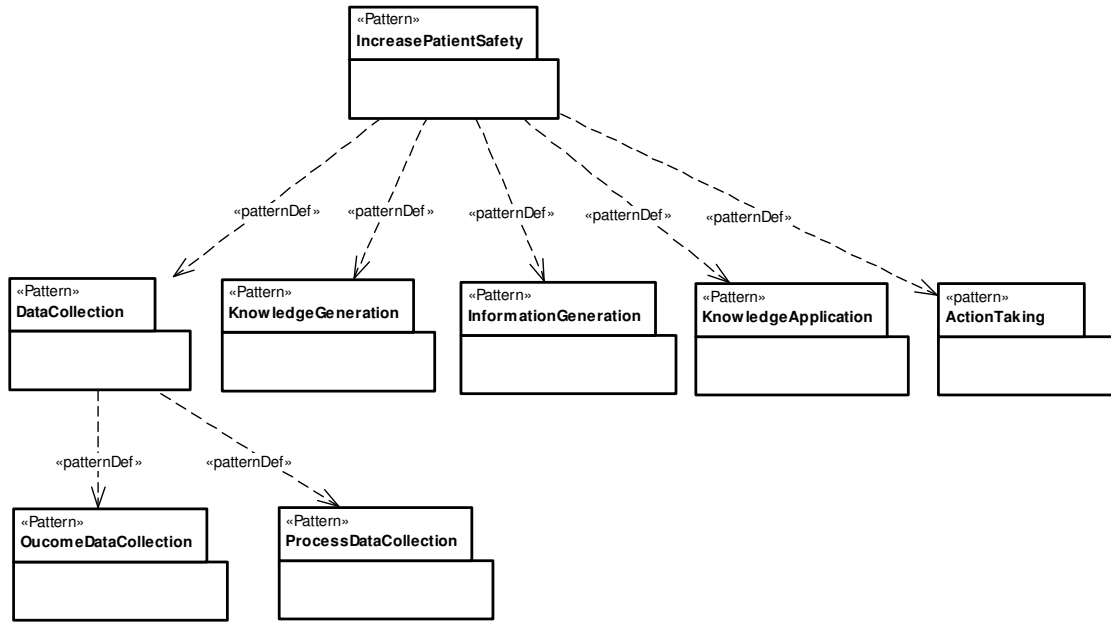 «Pattern»
IncreasePatientSafety
«patternDef»
«patternDef»
«patternDef»
«patternDef»
«patternDef»
«Pattern»
DataCollection
«Pattern»
KnowledgeGeneration
«Pattern»
InformationGeneration
«Pattern»
KnowledgeApplication
«pattern»
ActionTaking
«patternDef»
«patternDef»
«Pattern»
OucomeDataCollection
«Pattern»
ProcessDataCollection